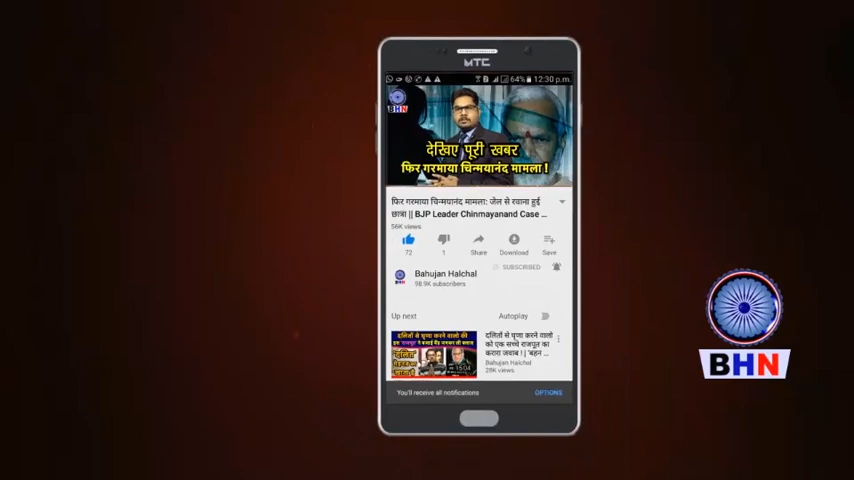 MTC
64% 12:30 p.m.
BHN
देखिए पूरी खबर
फिर गरमाया चिन्मयानंद मामला !
फिर गरमाया चिन्मयानंद मामला: जेल से रवाना हुई
छात्रा || BJP Leader Chinmayanand Case ...
56K views
72
1
Share
Download
Save
SUBSCRIBED
Bahujan Halchal
98.9K subscribers
Up next
Autoplay
दलितों से घृणा करने वालो की
दलितों से घृणा करने वालों
को एक सच्चे राजपूत का
करारा जवाब ! | 'बहन ...
Bahujan Halchal
28K views
15:04
You'll receive all notifications
OPTIONS
BHN